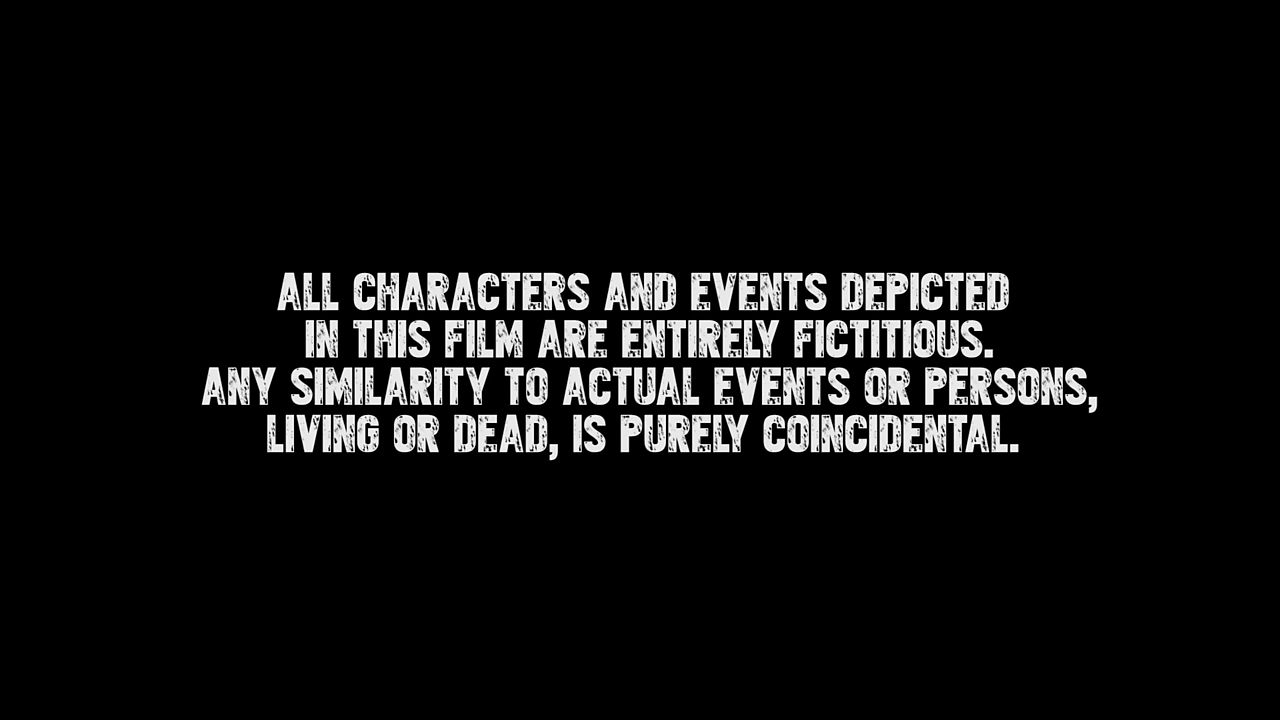 ALL CHARACTERS AND EVENTS DEPICTED
IN THIS FILM ARE ENTIRELY FICTITIOUS.
ANY SIMILARITY TO ACTUAL EVENTS OR PERSONS,
LIVING OR DEAD, IS PURELY COINCIDENTAL.